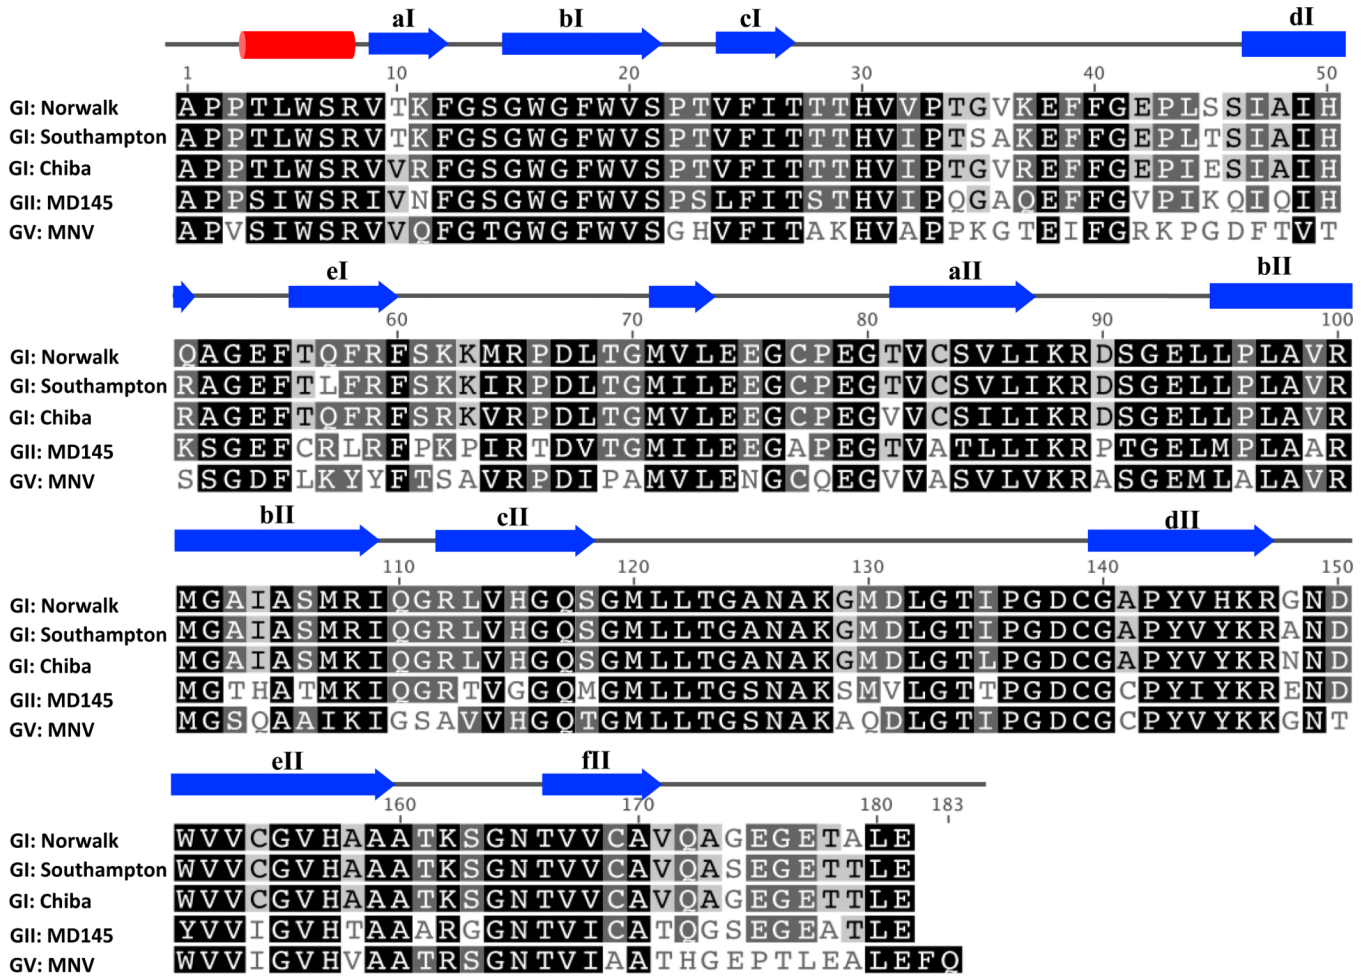 aI bI cI dI
1 10 20 30 40 50
GI: Norwalk APPTLWSRVTKFGSGWGFWVSPTVFITTTHVVPTGVKEFFGEPLSSIAIH
GI: Southampton APPTLWSRVTKFGSGWGFWVSPTVFITTTHVIPTSAKEFFGEPLTSIAIH
GI: Chiba APPTLWSRVVRFGSGWGFWVSPTVFITTTHVIPTGVREFFGEPIESIAIH
GII: MD145 APPSIWSRIVNFGSGWGFWVSPSLFITSTHVIPQGAQEFFGVPIKQIQIH
GV: MNV APVSIWSRVVQFGTGWGFWVSGHVFITAKHVAPPKGTEIFGRKPGDFTVT
eI aII bII
60 70 80 90 100
GI: Norwalk QAGEFTQFRFSKKMRPDLTGMVLEEGCPEGTVCSVLIKRDSGELLPLAVR
GI: Southampton RAGEFTLFRFSKKIRPDLTGMILEEGCPEGTVCSVLIKRDSGELLPLAVR
GI: Chiba RAGEFTQFRFSRKVRPDLTGMVLEEGCPEGVVCSILIKRDSGELLPLAVR
GII: MD145 KSGEFCRLRFPKPIRTDVTGMILEEGAPEGTVATLLIKRPTGELMPLAAR
GV: MNV SSGDFLKYYFTSAVRPDIPAMVLENGCQEGVVASVLVKRASGEMLALAVR
bII cII dII
110 120 130 140 150
GI: Norwalk MGAIASMRIQGRLVHGQSGMLLTGANAKGMDLGTIPGDCGAPYVHKRGND
GI: Southampton MGAIASMRIQGRLVHGQSGMLLTGANAKGMDLGTIPGDCGAPYVYKRAND
GI: Chiba MGAIASMKIQGRLVHGQSGMLLTGANAKGMDLGTLPGDCGAPYVYKRNND
GII: MD145 MGTHATMKIQGRTVGGQMGMLLTGSNAKSMVLGTTPGDCGCPYIYKREND
GV: MNV MGSQAAIKIGSAVVHGQTGMLLTGSNAKAQDLGTIPGDCGCPYVYKKGNT
eII fII
160 170 180 183
GI: Norwalk WVVCGVHAAATKSGNTVVCAVQAGEGETALE
GI: Southampton WVVCGVHAAATKSGNTVVCAVQASEGETTLE
GI: Chiba WVVCGVHAAATKSGNTVVCAVQAGEGETTLE
GII: MD145 YVVIGVHTAAARGGNTVICATQGSEGEATLE
GV: MNV WVVIGVHVAATRSGNTVIAATHGEPTLEALEFQ